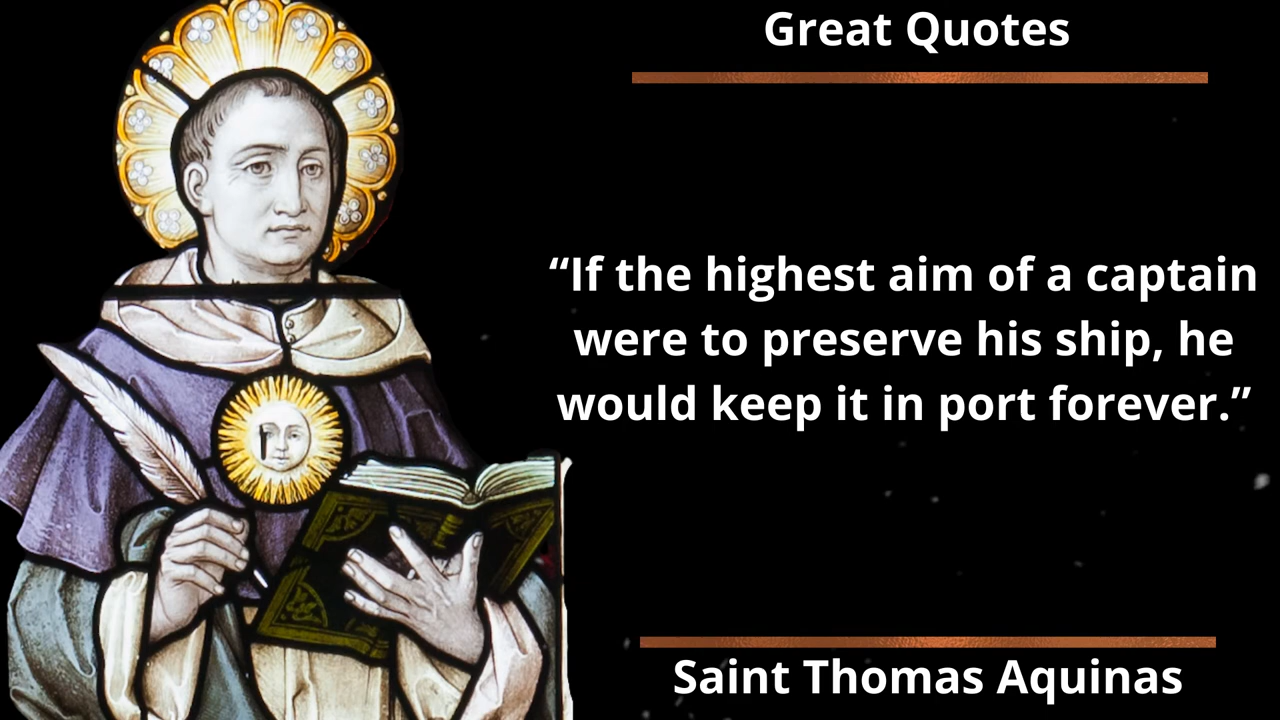 Great Quotes
“If the highest aim of a captain
were to preserve his ship, he
would keep it in port forever.”
Saint Thomas Aquinas